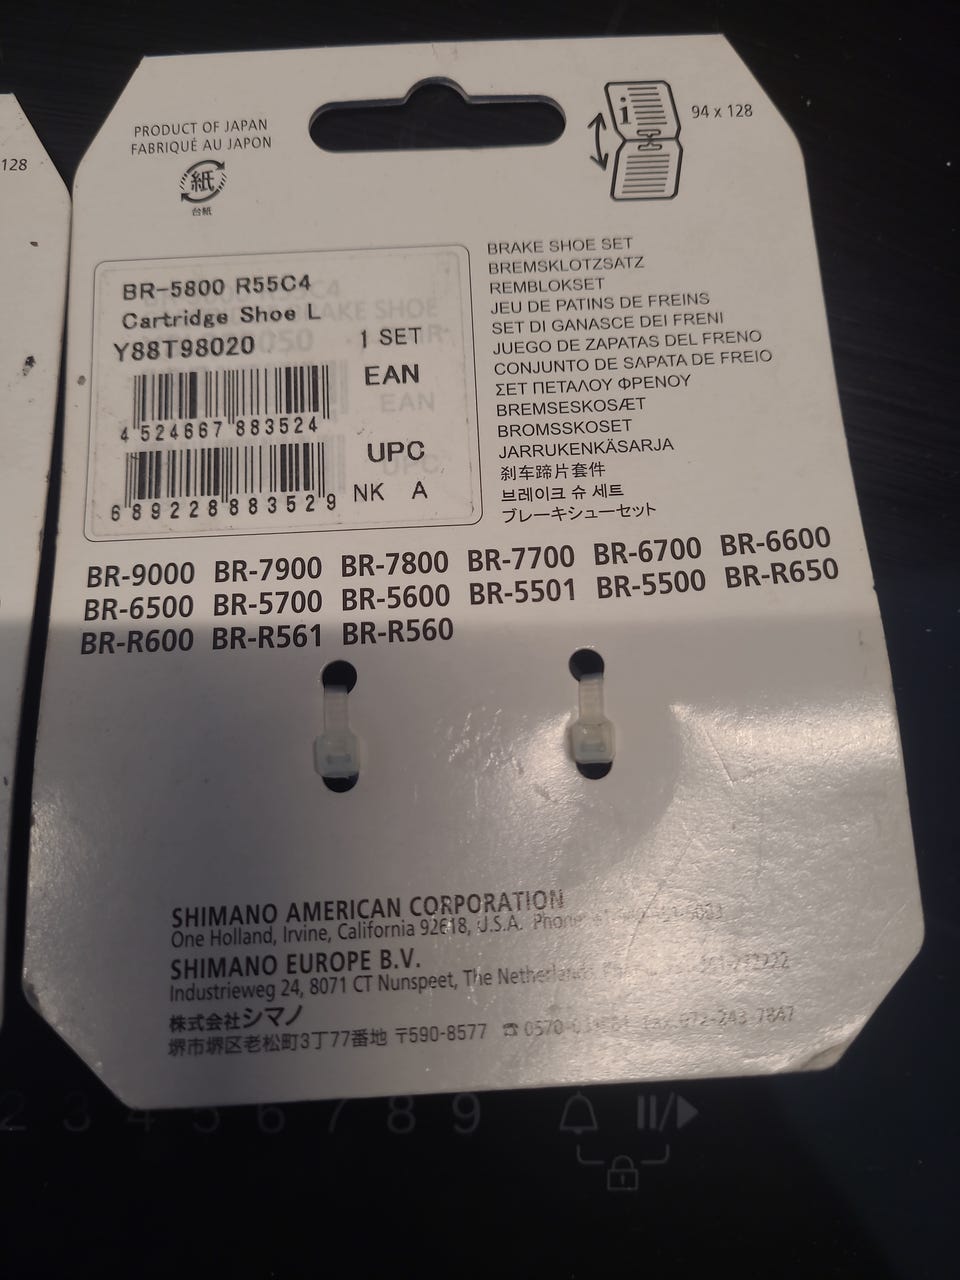 128
PRODUCT OF JAPAN
FABRIQUÉ AU JAPON
紙
台紙
i
94 x 128
BR-5800 R55C4
Cartridge Shoe L
Y88T98020
1 SET
EAN
EAN
4 524667 883524
UPC
UPC
6 89228 88352 9
NK A
BRAKE SHOE SET
BREMSKLOTZSATZ
REMBLOKSET
JEU DE PATINS DE FREINS
SET DI GANASCE DEI FRENI
JUEGO DE ZAPATAS DEL FRENO
CONJUNTO DE SAPATA DE FREIO
ΣΕΤ ΠΕΤΑΛΟΥ ΦΡΕΝΟΥ
BREMSESKOSÆT
BROMSSKOSET
JARRUKENKÄSARJA
刹车蹄片套件
브레이크 슈 세트
ブレーキシューセット
BR-9000 BR-7900 BR-7800 BR-7700 BR-6700 BR-6600
BR-6500 BR-5700 BR-5600 BR-5501 BR-5500 BR-R650
BR-R600 BR-R561 BR-R560
SHIMANO AMERICAN CORPORATION
One Holland, Irvine, California 92618, U.S.A. Phone
SHIMANO EUROPE B.V.
Industrieweg 24, 8071 CT Nunspeet, The Netherlands
株式会社シマノ
堺市堺区老松町3丁77番地 〒590-8577 072-243-7847
2 3 4 5 6 7 8 9